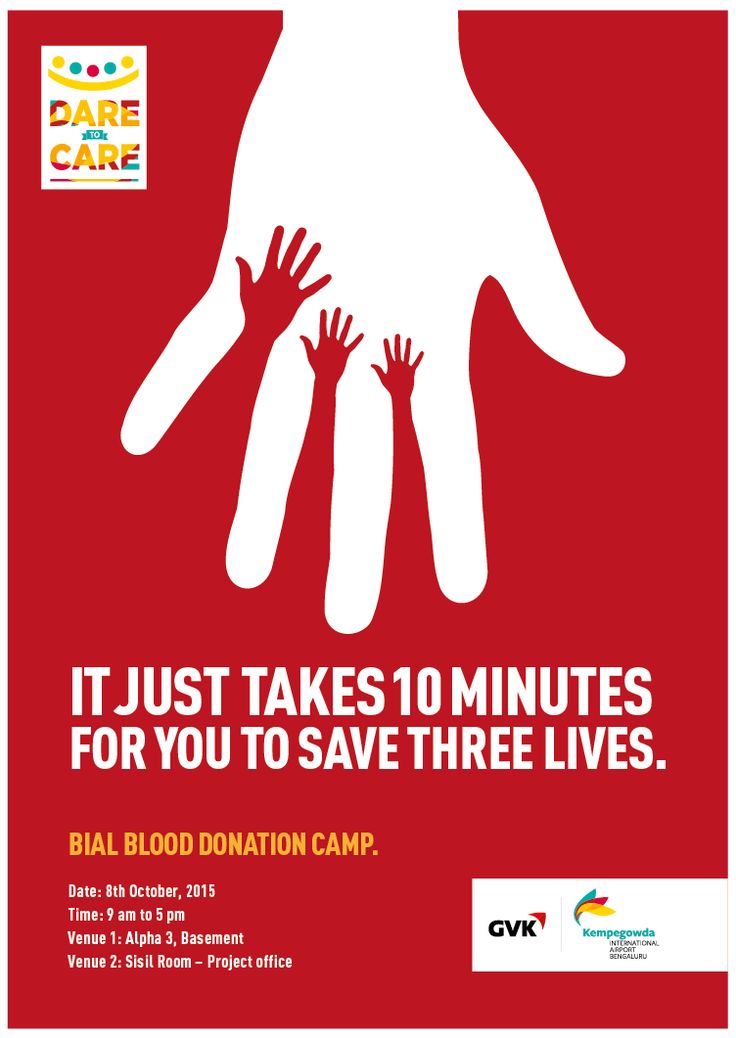 DARE
TO
CARE
IT JUST TAKES 10 MINUTES
FOR YOU TO SAVE THREE LIVES.
BIAL BLOOD DONATION CAMP.
Date: 8th October, 2015
Time: 9 am to 5 pm
Venue 1: Alpha 3, Basement
Venue 2: Sisil Room – Project office
GVK
Kempegowda
INTERNATIONAL
AIRPORT
BENGALURU